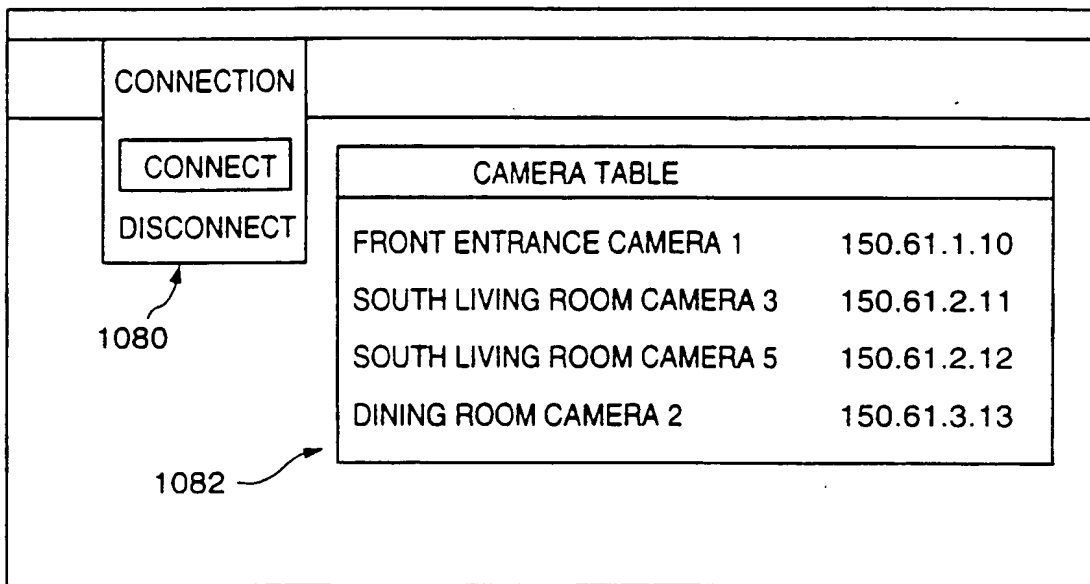 CONNECTION
CONNECT
DISCONNECT
1080
CAMERA TABLE
FRONT ENTRANCE CAMERA 1 150.61.1.10
SOUTH LIVING ROOM CAMERA 3 150.61.2.11
SOUTH LIVING ROOM CAMERA 5 150.61.2.12
DINING ROOM CAMERA 2 150.61.3.13
1082